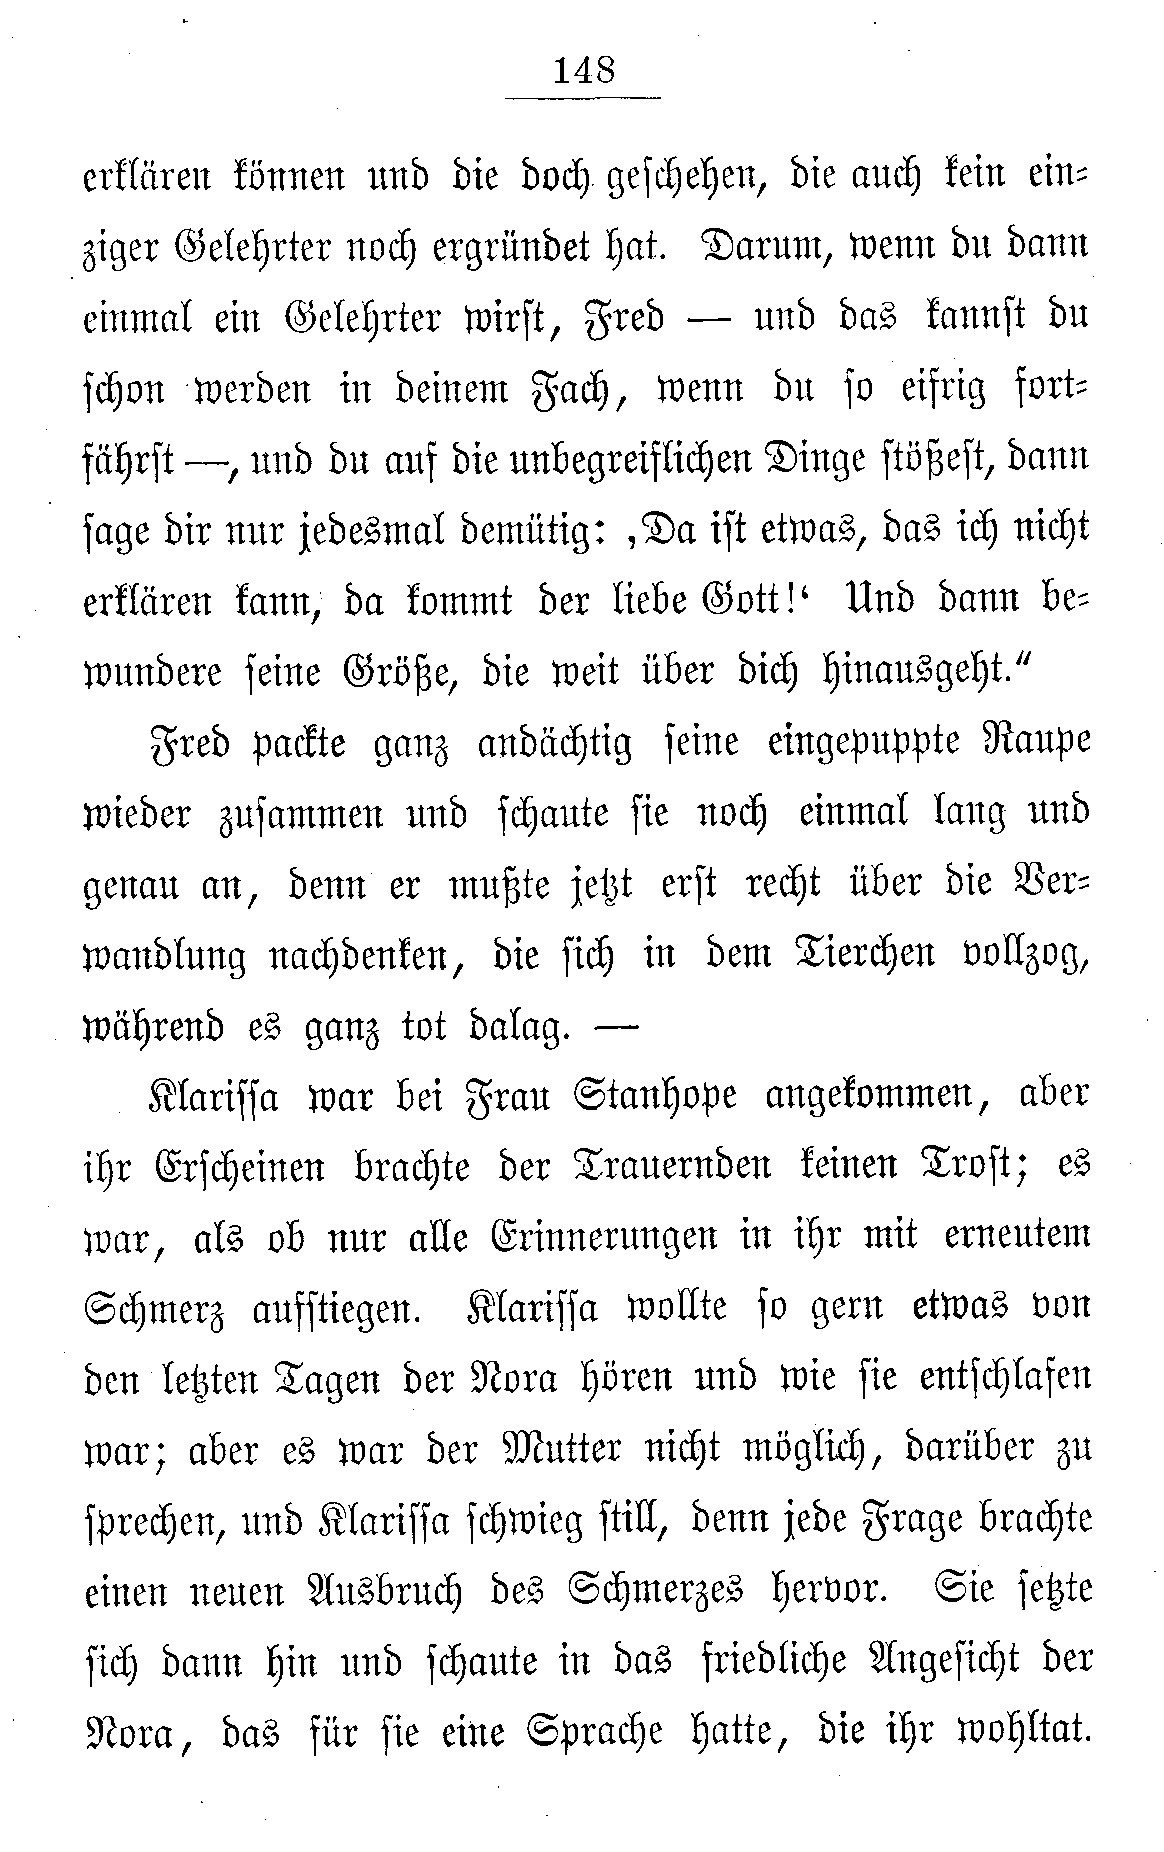 148
erklären können und die doch geschehen, die auch kein ein-
ziger Gelehrter noch ergründet hat. Darum, wenn du dann
einmal ein Gelehrter wirst, Fred — und das kannst du
schon werden in deinem Fach, wenn du so eifrig fort-
fährst —, und du auf die unbegreiflichen Dinge stößest, dann
sage dir nur jedesmal demütig: ‚Da ist etwas, das ich nicht
erklären kann, da kommt der liebe Gott!‘ Und dann be-
wundere seine Größe, die weit über dich hinausgeht.“
Fred packte ganz andächtig seine eingepuppte Raupe
wieder zusammen und schaute sie noch einmal lang und
genau an, denn er mußte jetzt erst recht über die Ver-
wandlung nachdenken, die sich in dem Tierchen vollzog,
während es ganz tot dalag. —
Klarissa war bei Frau Stanhope angekommen, aber
ihr Erscheinen brachte der Trauernden keinen Trost; es
war, als ob nur alle Erinnerungen in ihr mit erneutem
Schmerz aufstiegen. Klarissa wollte so gern etwas von
den letzten Tagen der Nora hören und wie sie entschlafen
war; aber es war der Mutter nicht möglich, darüber zu
sprechen, und Klarissa schwieg still, denn jede Frage brachte
einen neuen Ausbruch des Schmerzes hervor. Sie setzte
sich dann hin und schaute in das friedliche Angesicht der
Nora, das für sie eine Sprache hatte, die ihr wohltat.